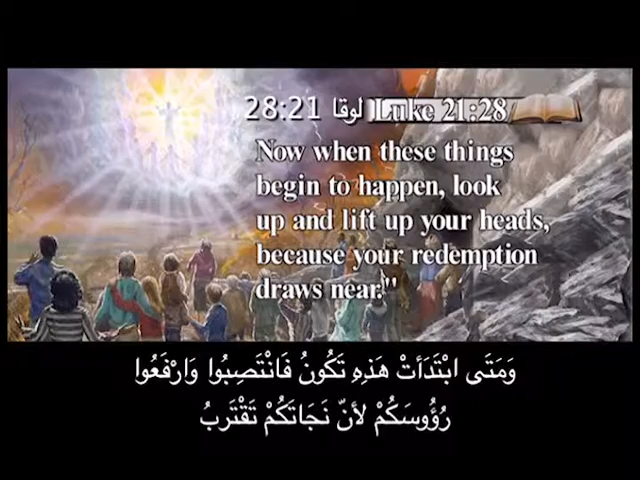 28:21 لوقا Luke 21:28
Now when these things
begin to happen, look
up and lift up your heads,
because your redemption
draws near."
وَمَتَى ابْتَدَأَتْ هَذِهِ تَكُونُ فَانْتَصِبُوا وَارْفَعُوا
رُؤُوسَكُمْ لأَنّ نَجَاتَكُمْ تَقْتَرِبُ